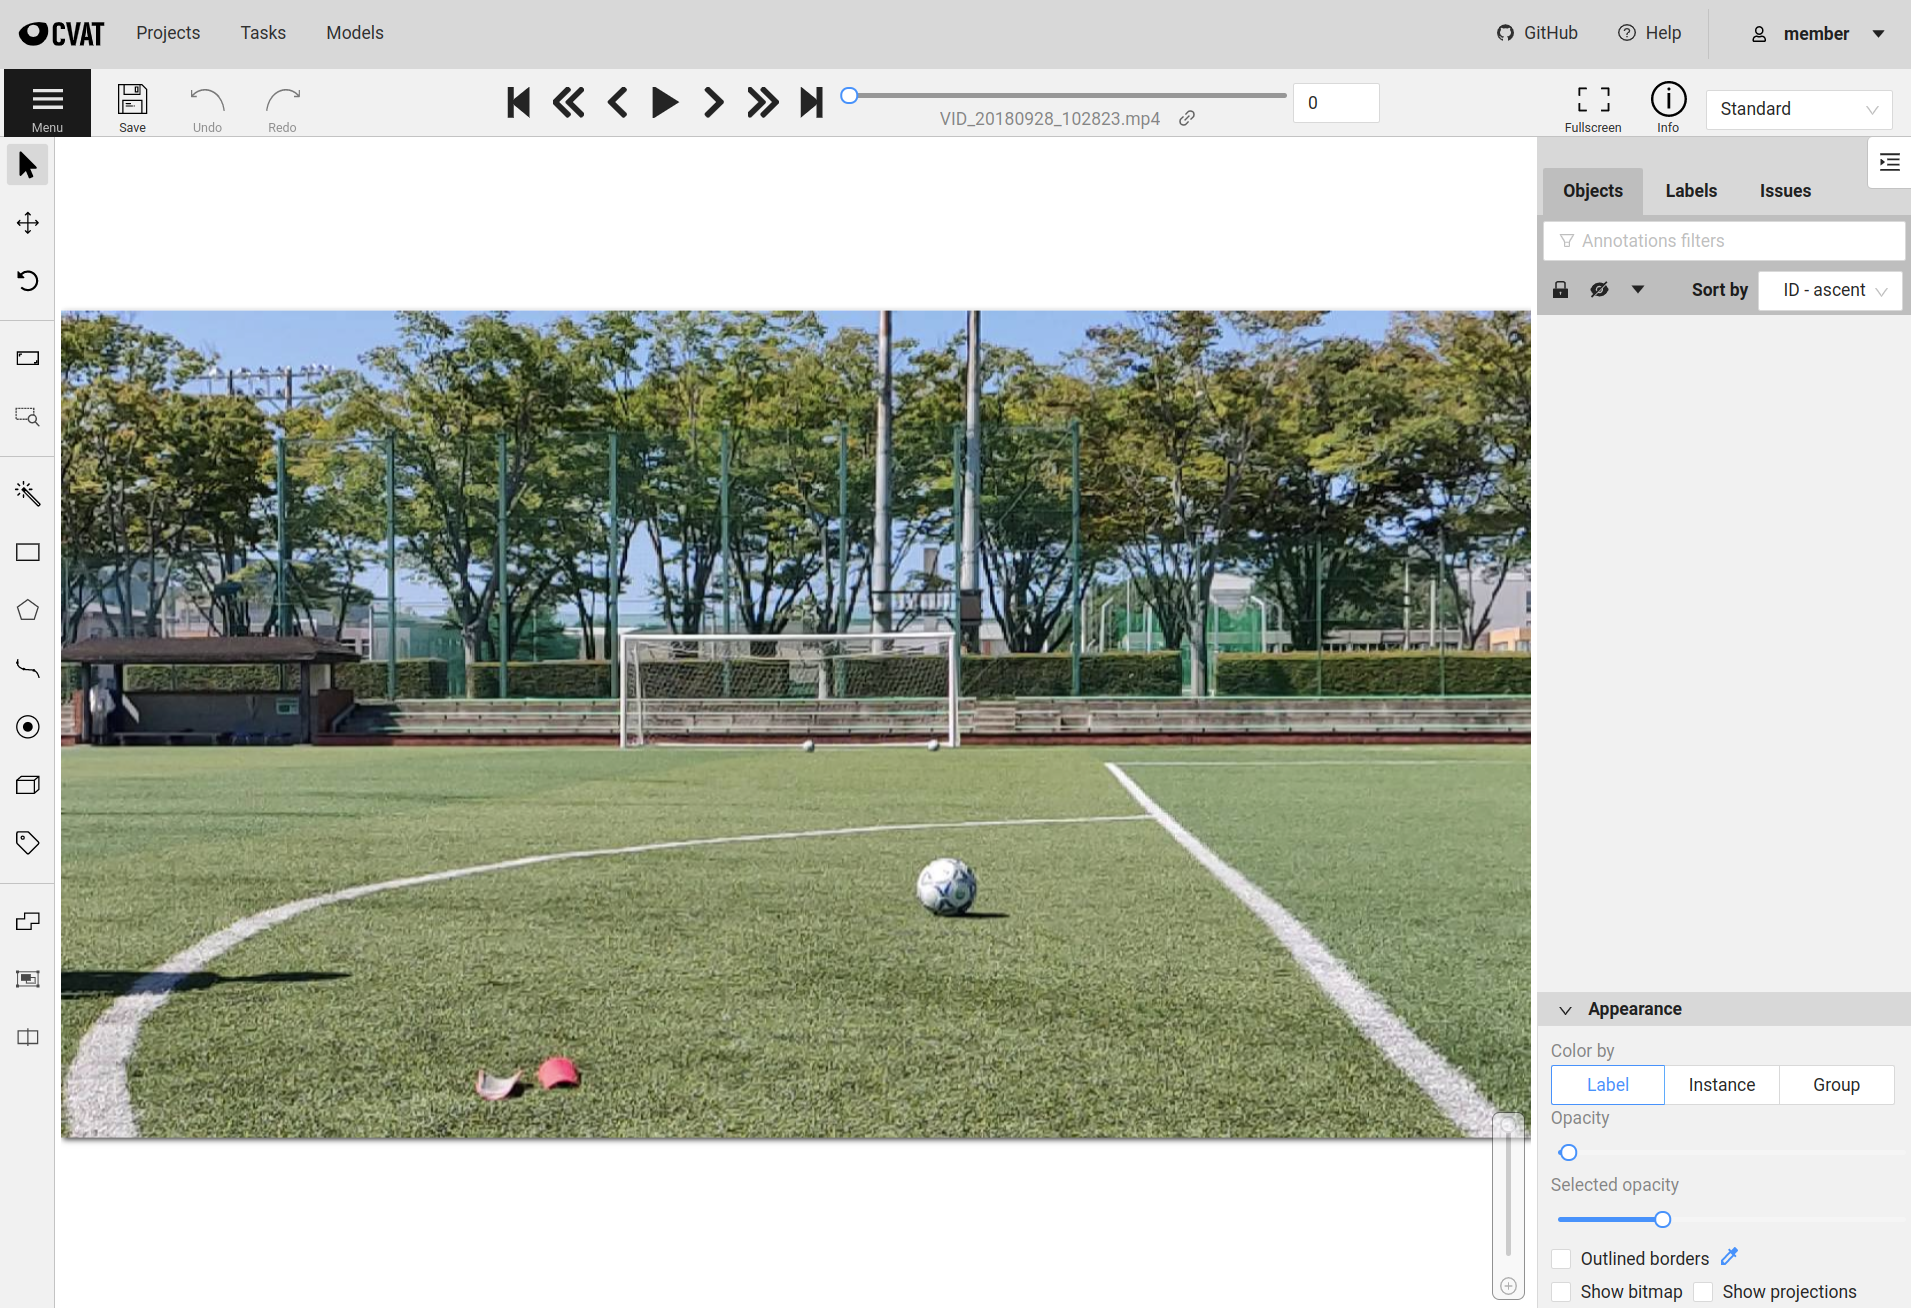 CVAT
Projects
Tasks
Models
GitHub
Help
member
Menu
Save
Undo
Redo
VID_20180928_102823.mp4
0
Fullscreen
Info
Standard
Objects
Labels
Issues
Annotations filters
Sort by
ID - ascent
Appearance
Color by
Label
Instance
Group
Opacity
Selected opacity
Outlined borders
Show bitmap
Show projections